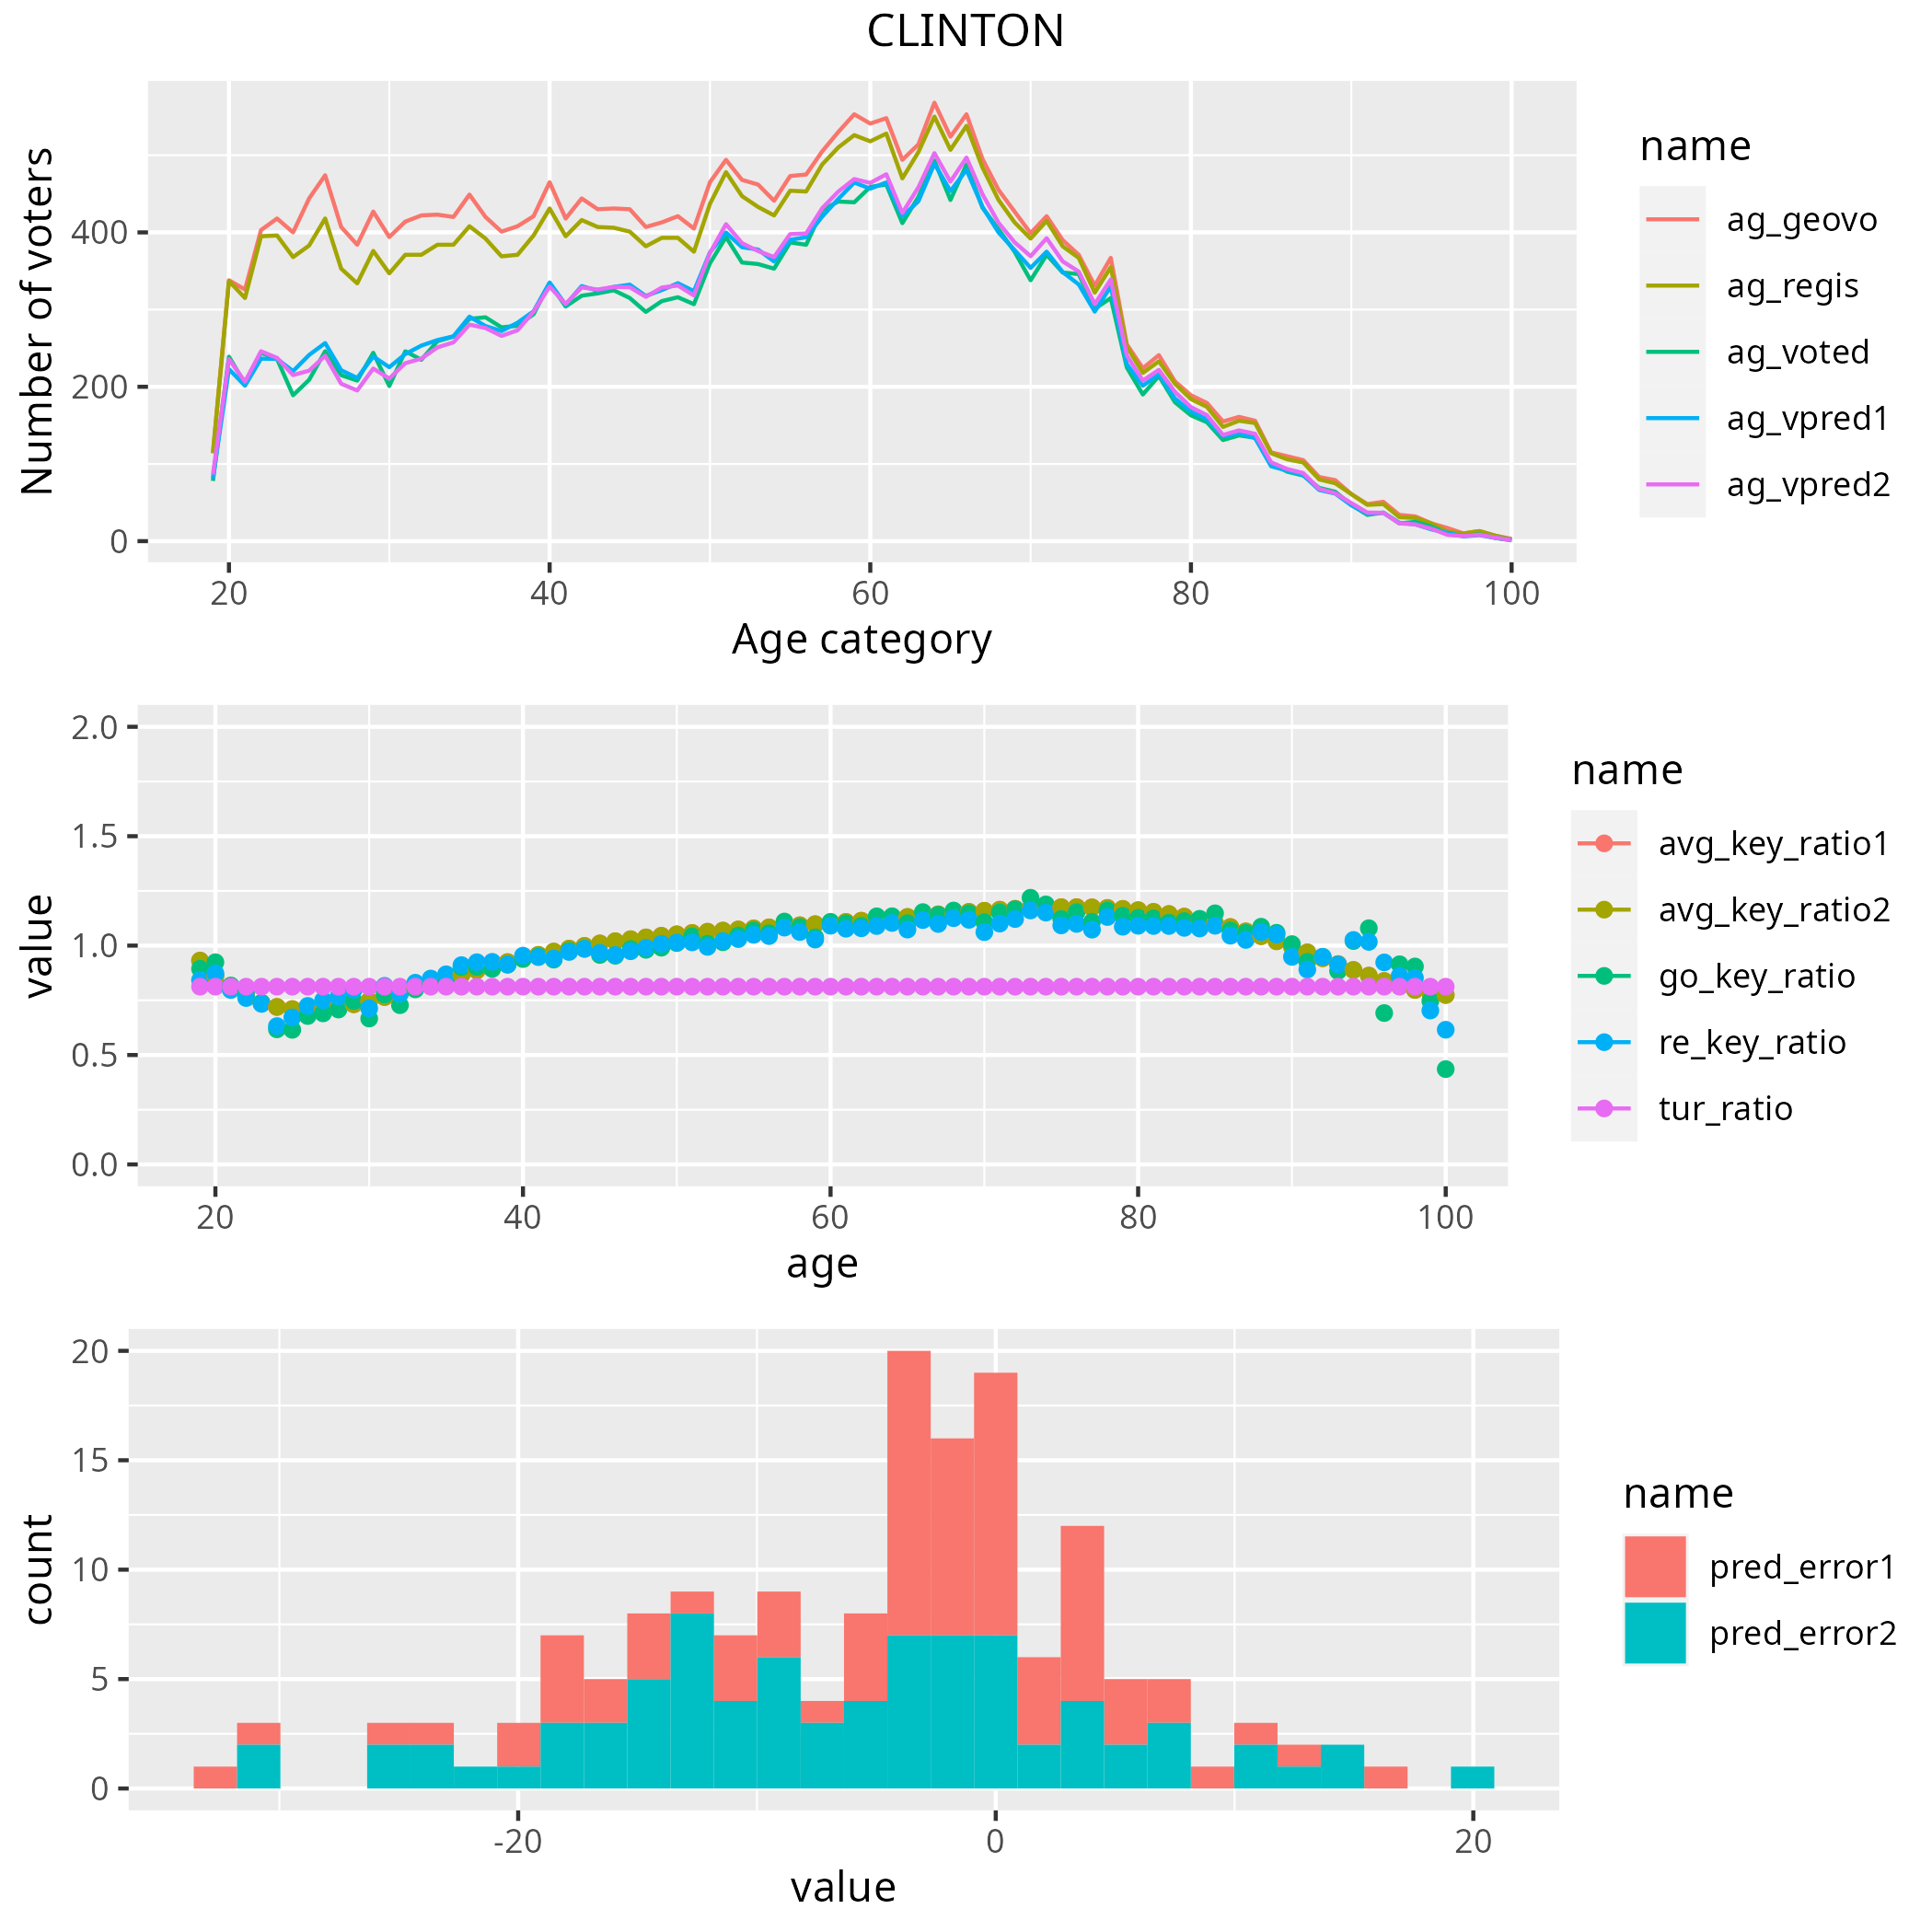 CLINTON
Number of voters
400
200
0
20 40 60 80 100
Age category
name
ag_geovo
ag_regis
ag_voted
ag_vpred1
ag_vpred2
value
2.0
1.5
1.0
0.5
0.0
20 40 60 80 100
age
name
avg_key_ratio1
avg_key_ratio2
go_key_ratio
re_key_ratio
tur_ratio
count
20
15
10
5
0
-20 0 20
value
name
pred_error1
pred_error2